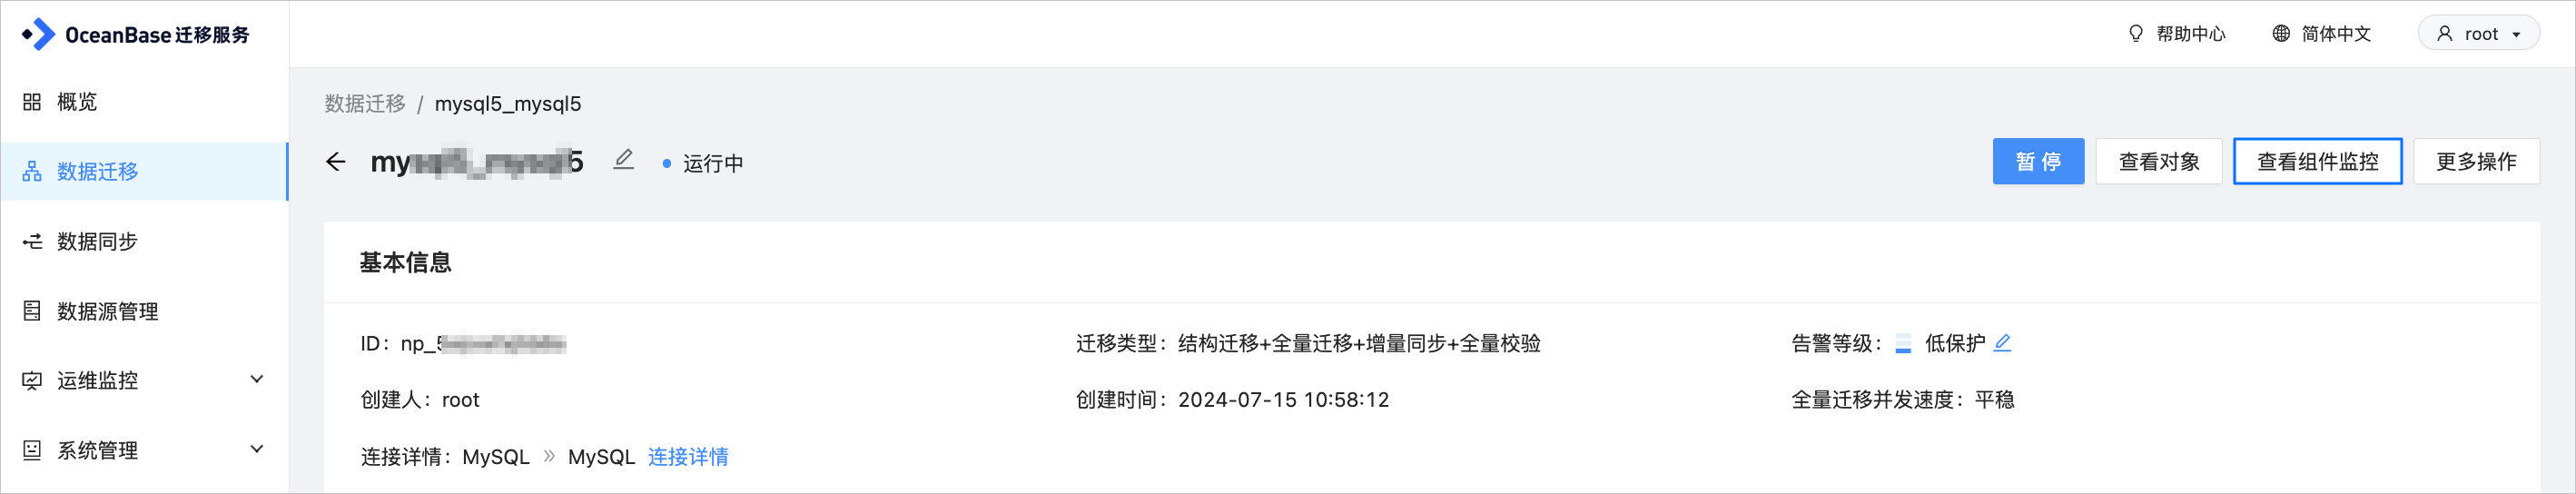 OceanBase 迁移服务
帮助中心
简体中文
root
概览
数据迁移
数据同步
数据源管理
运维监控
系统管理
数据迁移 / mysql5_mysql5
运行中
暂 停
查看对象
查看组件监控
更多操作
基本信息
ID：np_
迁移类型：结构迁移+全量迁移+增量同步+全量校验
告警等级： 低保护
创建人：root
创建时间：2024-07-15 10:58:12
全量迁移并发速度：平稳
连接详情：MySQL » MySQL 连接详情